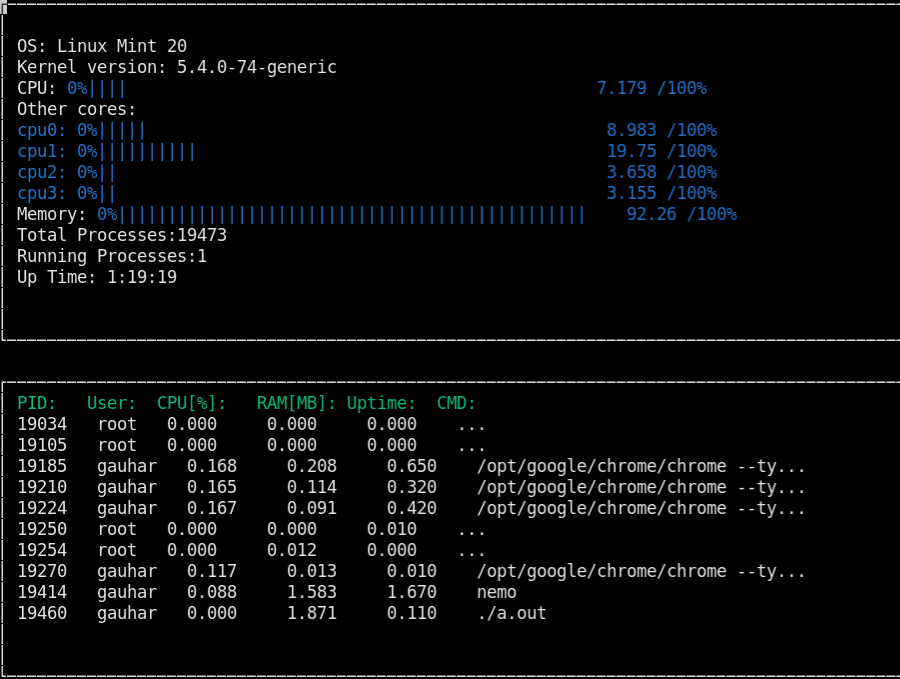 OS: Linux Mint 20
Kernel version: 5.4.0-74-generic
CPU: 0%|||| 7.179 /100%
Other cores:
cpu0: 0%||||| 8.983 /100%
cpu1: 0%|||||||||| 19.75 /100%
cpu2: 0%|| 3.658 /100%
cpu3: 0%|| 3.155 /100%
Memory: 0%||||||||||||||||||||||||||||||||||||||||||||||| 92.26 /100%
Total Processes:19473
Running Processes:1
Up Time: 1:19:19
PID: User: CPU[%]: RAM[MB]: Uptime: CMD:
19034 root 0.000 0.000 0.000 ...
19105 root 0.000 0.000 0.000 ...
19185 gauhar 0.168 0.208 0.650 /opt/google/chrome/chrome --ty...
19210 gauhar 0.165 0.114 0.320 /opt/google/chrome/chrome --ty...
19224 gauhar 0.167 0.091 0.420 /opt/google/chrome/chrome --ty...
19250 root 0.000 0.000 0.010 ...
19254 root 0.000 0.012 0.000 ...
19270 gauhar 0.117 0.013 0.010 /opt/google/chrome/chrome --ty...
19414 gauhar 0.088 1.583 1.670 nemo
19460 gauhar 0.000 1.871 0.110 ./a.out